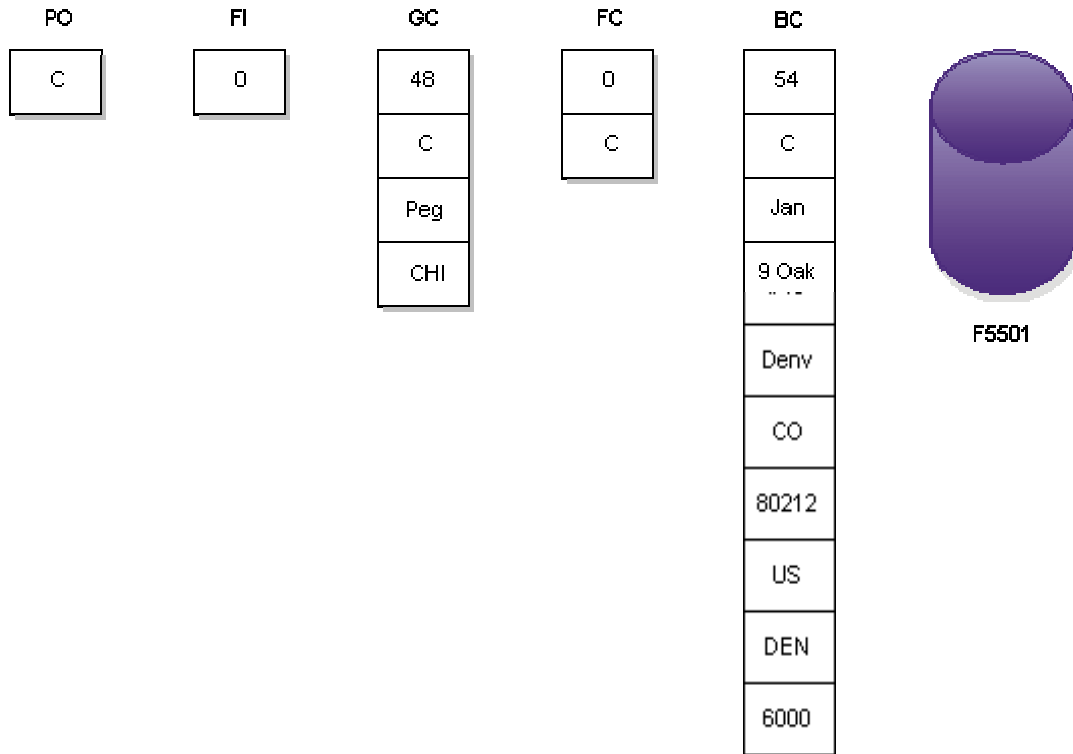 PO FI GC FC BC
C 0 48 0 54
C C C
Peg Jan
CHI 9 Oak
F5501
Denv
CO
80212
US
DEN
6000